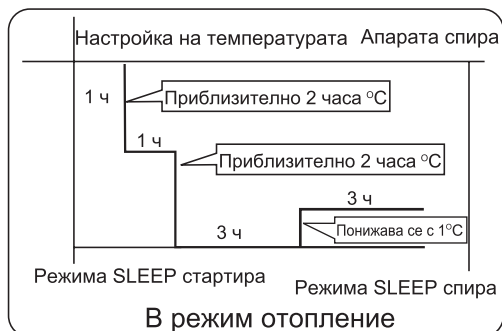 Настройка на температурата Апарата спира
1 ч
Приблизително 2 часа °C
1 ч
Приблизително 2 часа °C
3 ч
Понижава се с 1°C
3 ч
Режима SLEEP стартира
Режима SLEEP спира
В режим отопление